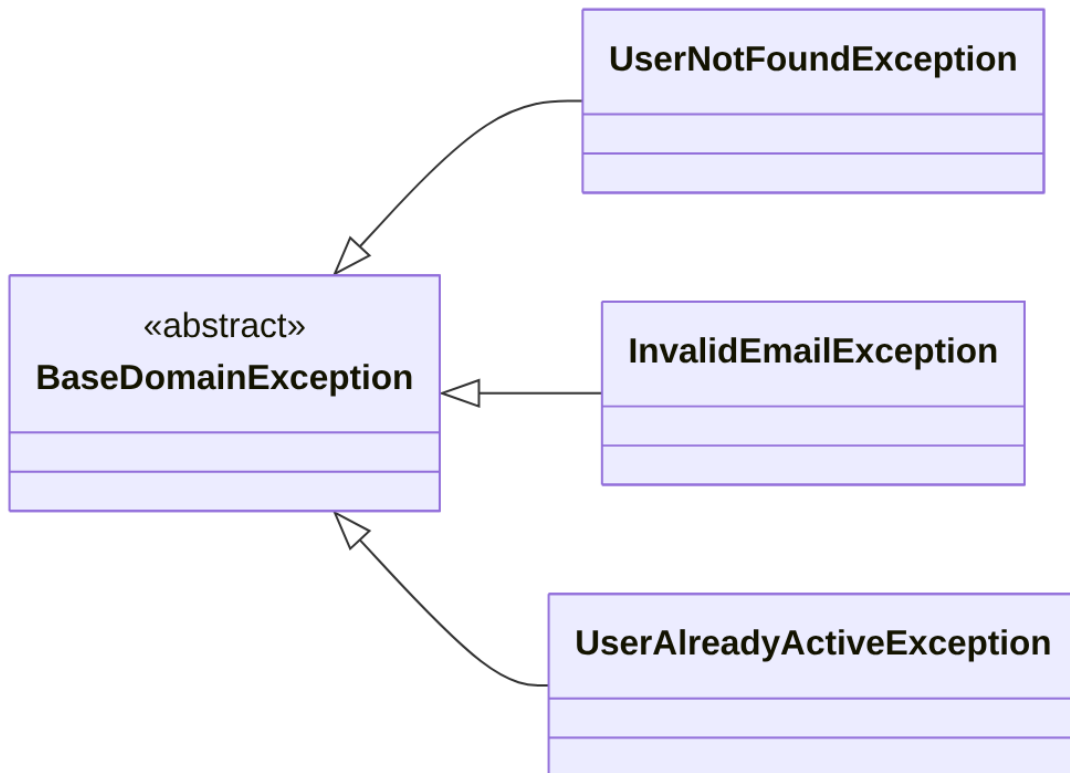 UserNotFoundException
«abstract»
BaseDomainException
InvalidEmailException
UserAlreadyActiveException